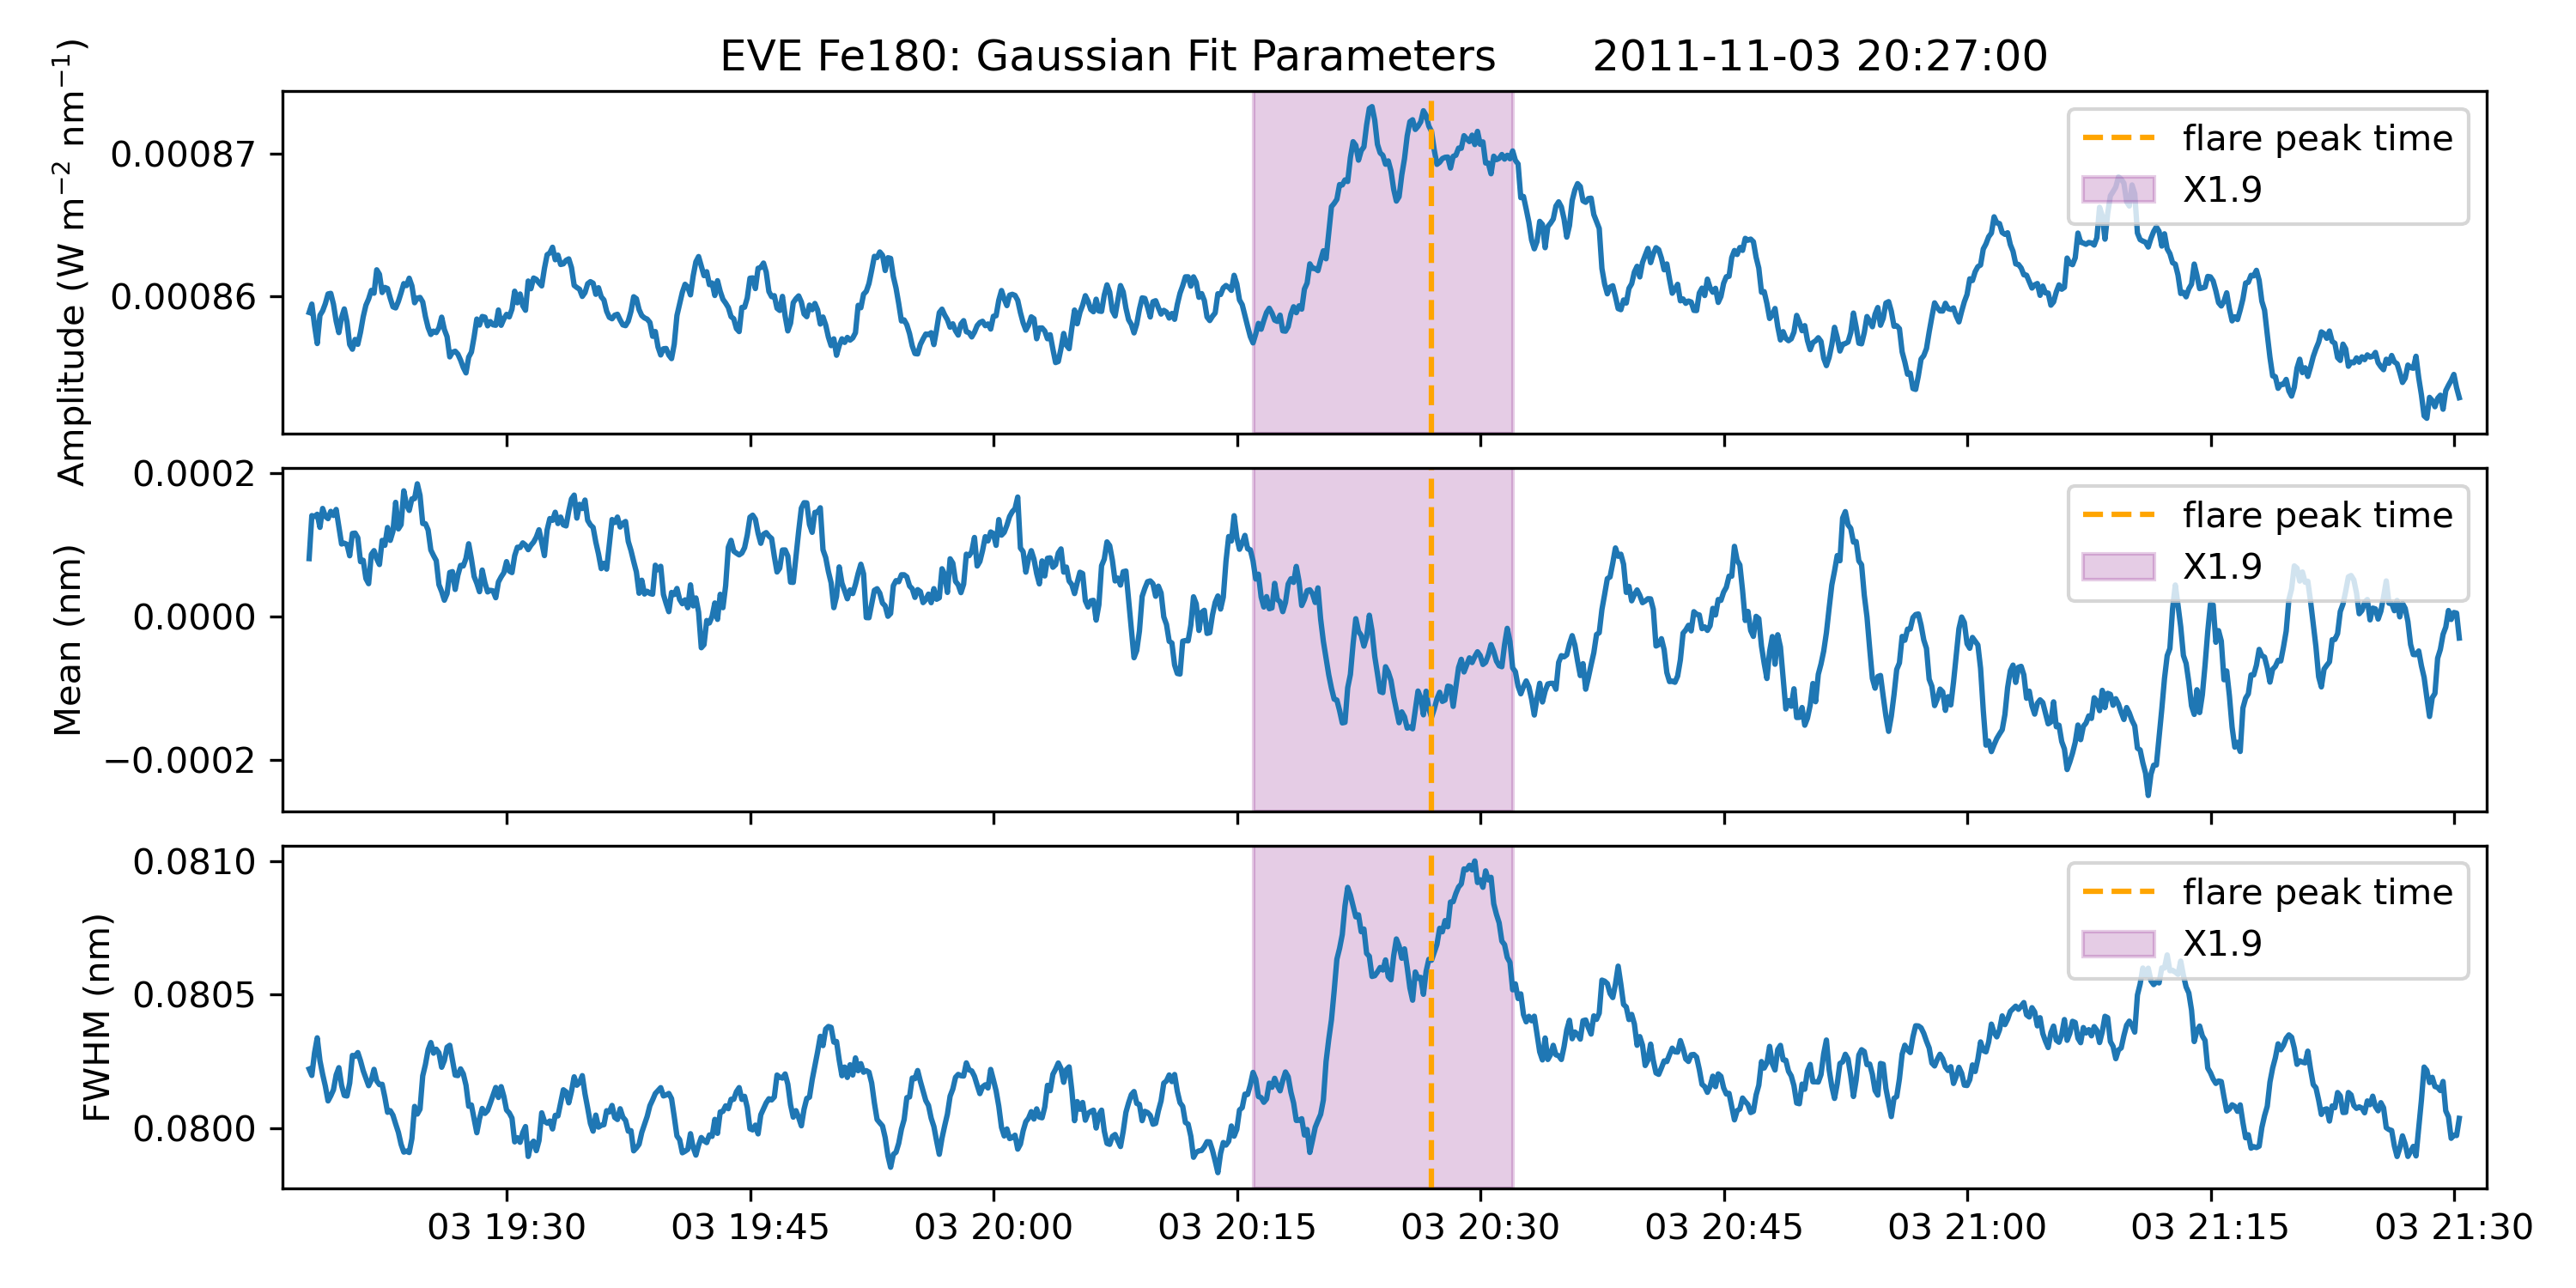 EVE Fe180: Gaussian Fit Parameters 2011-11-03 20:27:00
Amplitude (W m⁻² nm⁻¹)
0.00087
0.00086
flare peak time
X1.9
Mean (nm)
0.0002
0.0000
−0.0002
flare peak time
X1.9
FWHM (nm)
0.0810
0.0805
0.0800
flare peak time
X1.9
03 19:30 03 19:45 03 20:00 03 20:15 03 20:30 03 20:45 03 21:00 03 21:15 03 21:30